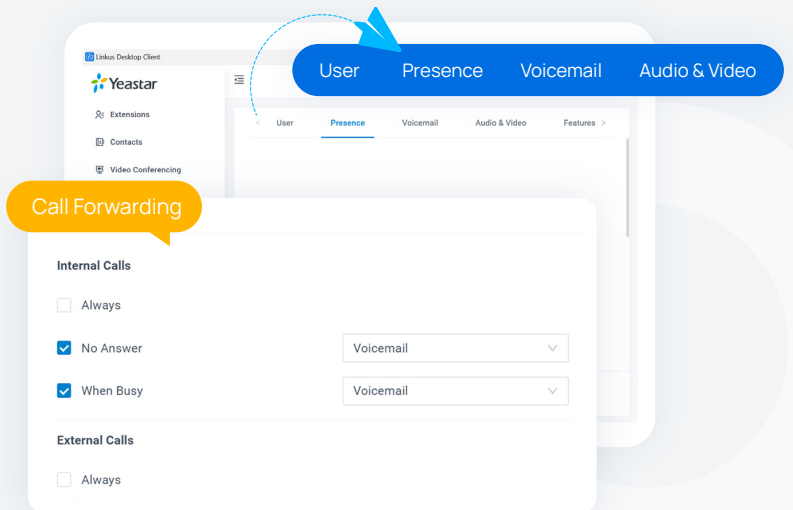 Linkus Desktop Client
User Presence Voicemail Audio & Video
Yeastar
Extensions
User Presence Voicemail Audio & Video Features
Contacts
Video Conferencing
Call Forwarding
Internal Calls
Always
No Answer Voicemail
When Busy Voicemail
External Calls
Always